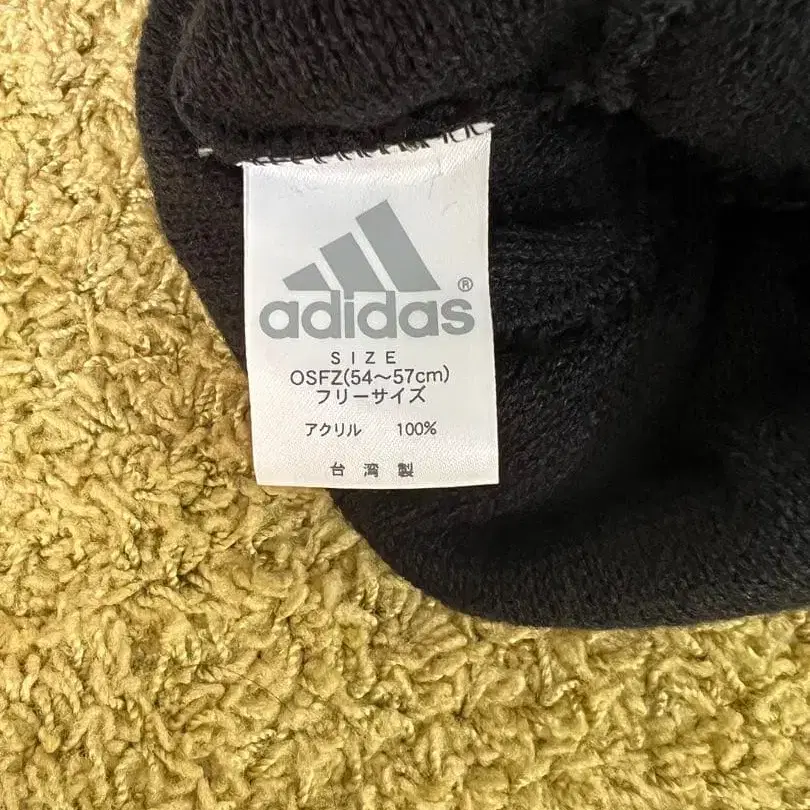 adidas®
SIZE
OSFZ(54～57cm)
フリーサイズ
アクリル 100%
台湾製